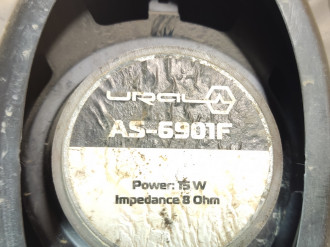 URAL
AS-6901F
Power: 15 W
Impedance 8 Ohm